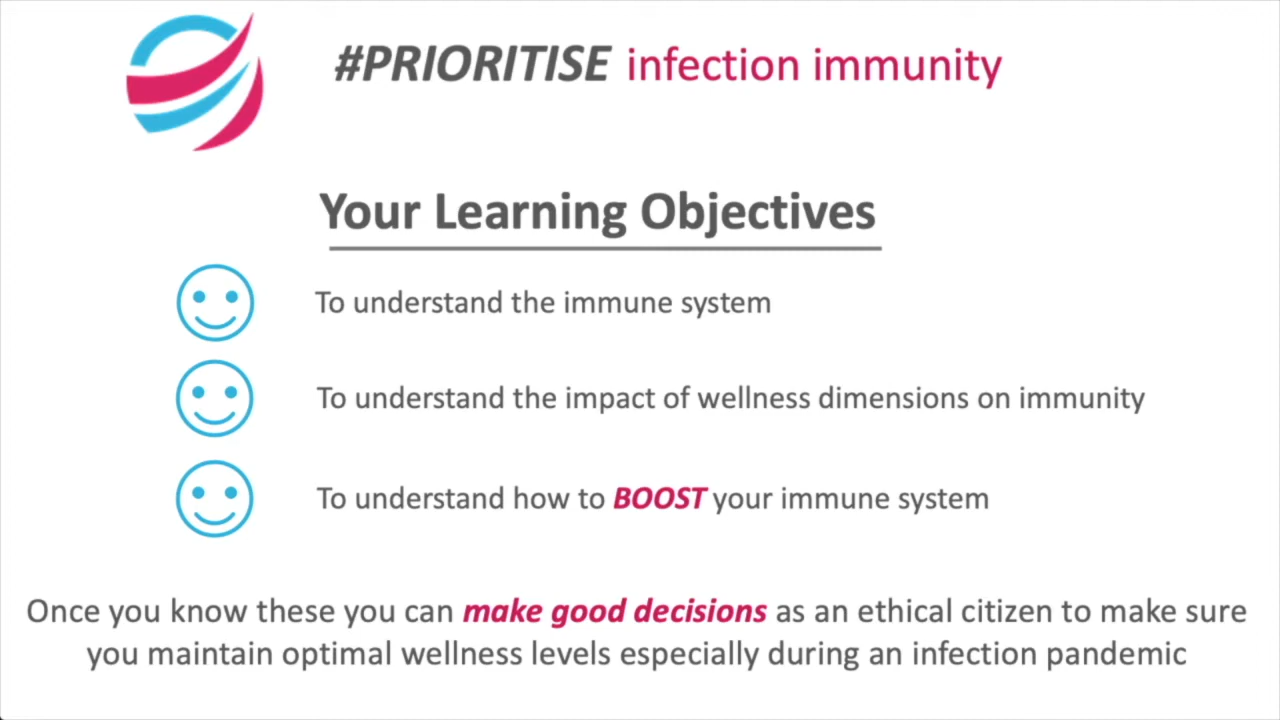 #PRIORITISE infection immunity
Your Learning Objectives
To understand the immune system
To understand the impact of wellness dimensions on immunity
To understand how to BOOST your immune system
Once you know these you can make good decisions as an ethical citizen to make sure
you maintain optimal wellness levels especially during an infection pandemic